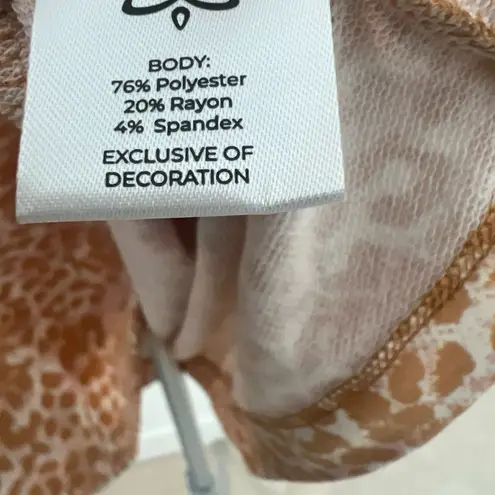 BODY:
76% Polyester
20% Rayon
4% Spandex
EXCLUSIVE OF
DECORATION